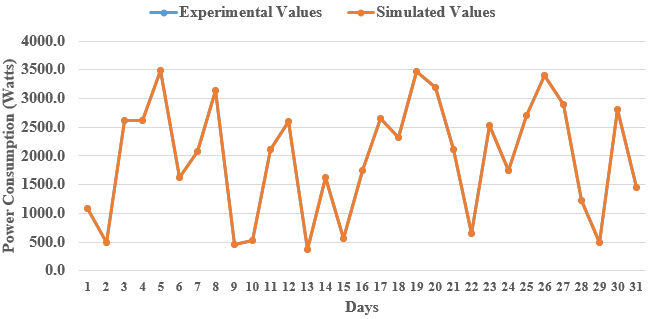 Experimental Values Simulated Values
4000.0
3500.0
3000.0
2500.0
2000.0
1500.0
1000.0
500.0
0.0
Power Consumption (Watts)
1 2 3 4 5 6 7 8 9 10 11 12 13 14 15 16 17 18 19 20 21 22 23 24 25 26 27 28 29 30 31
Days